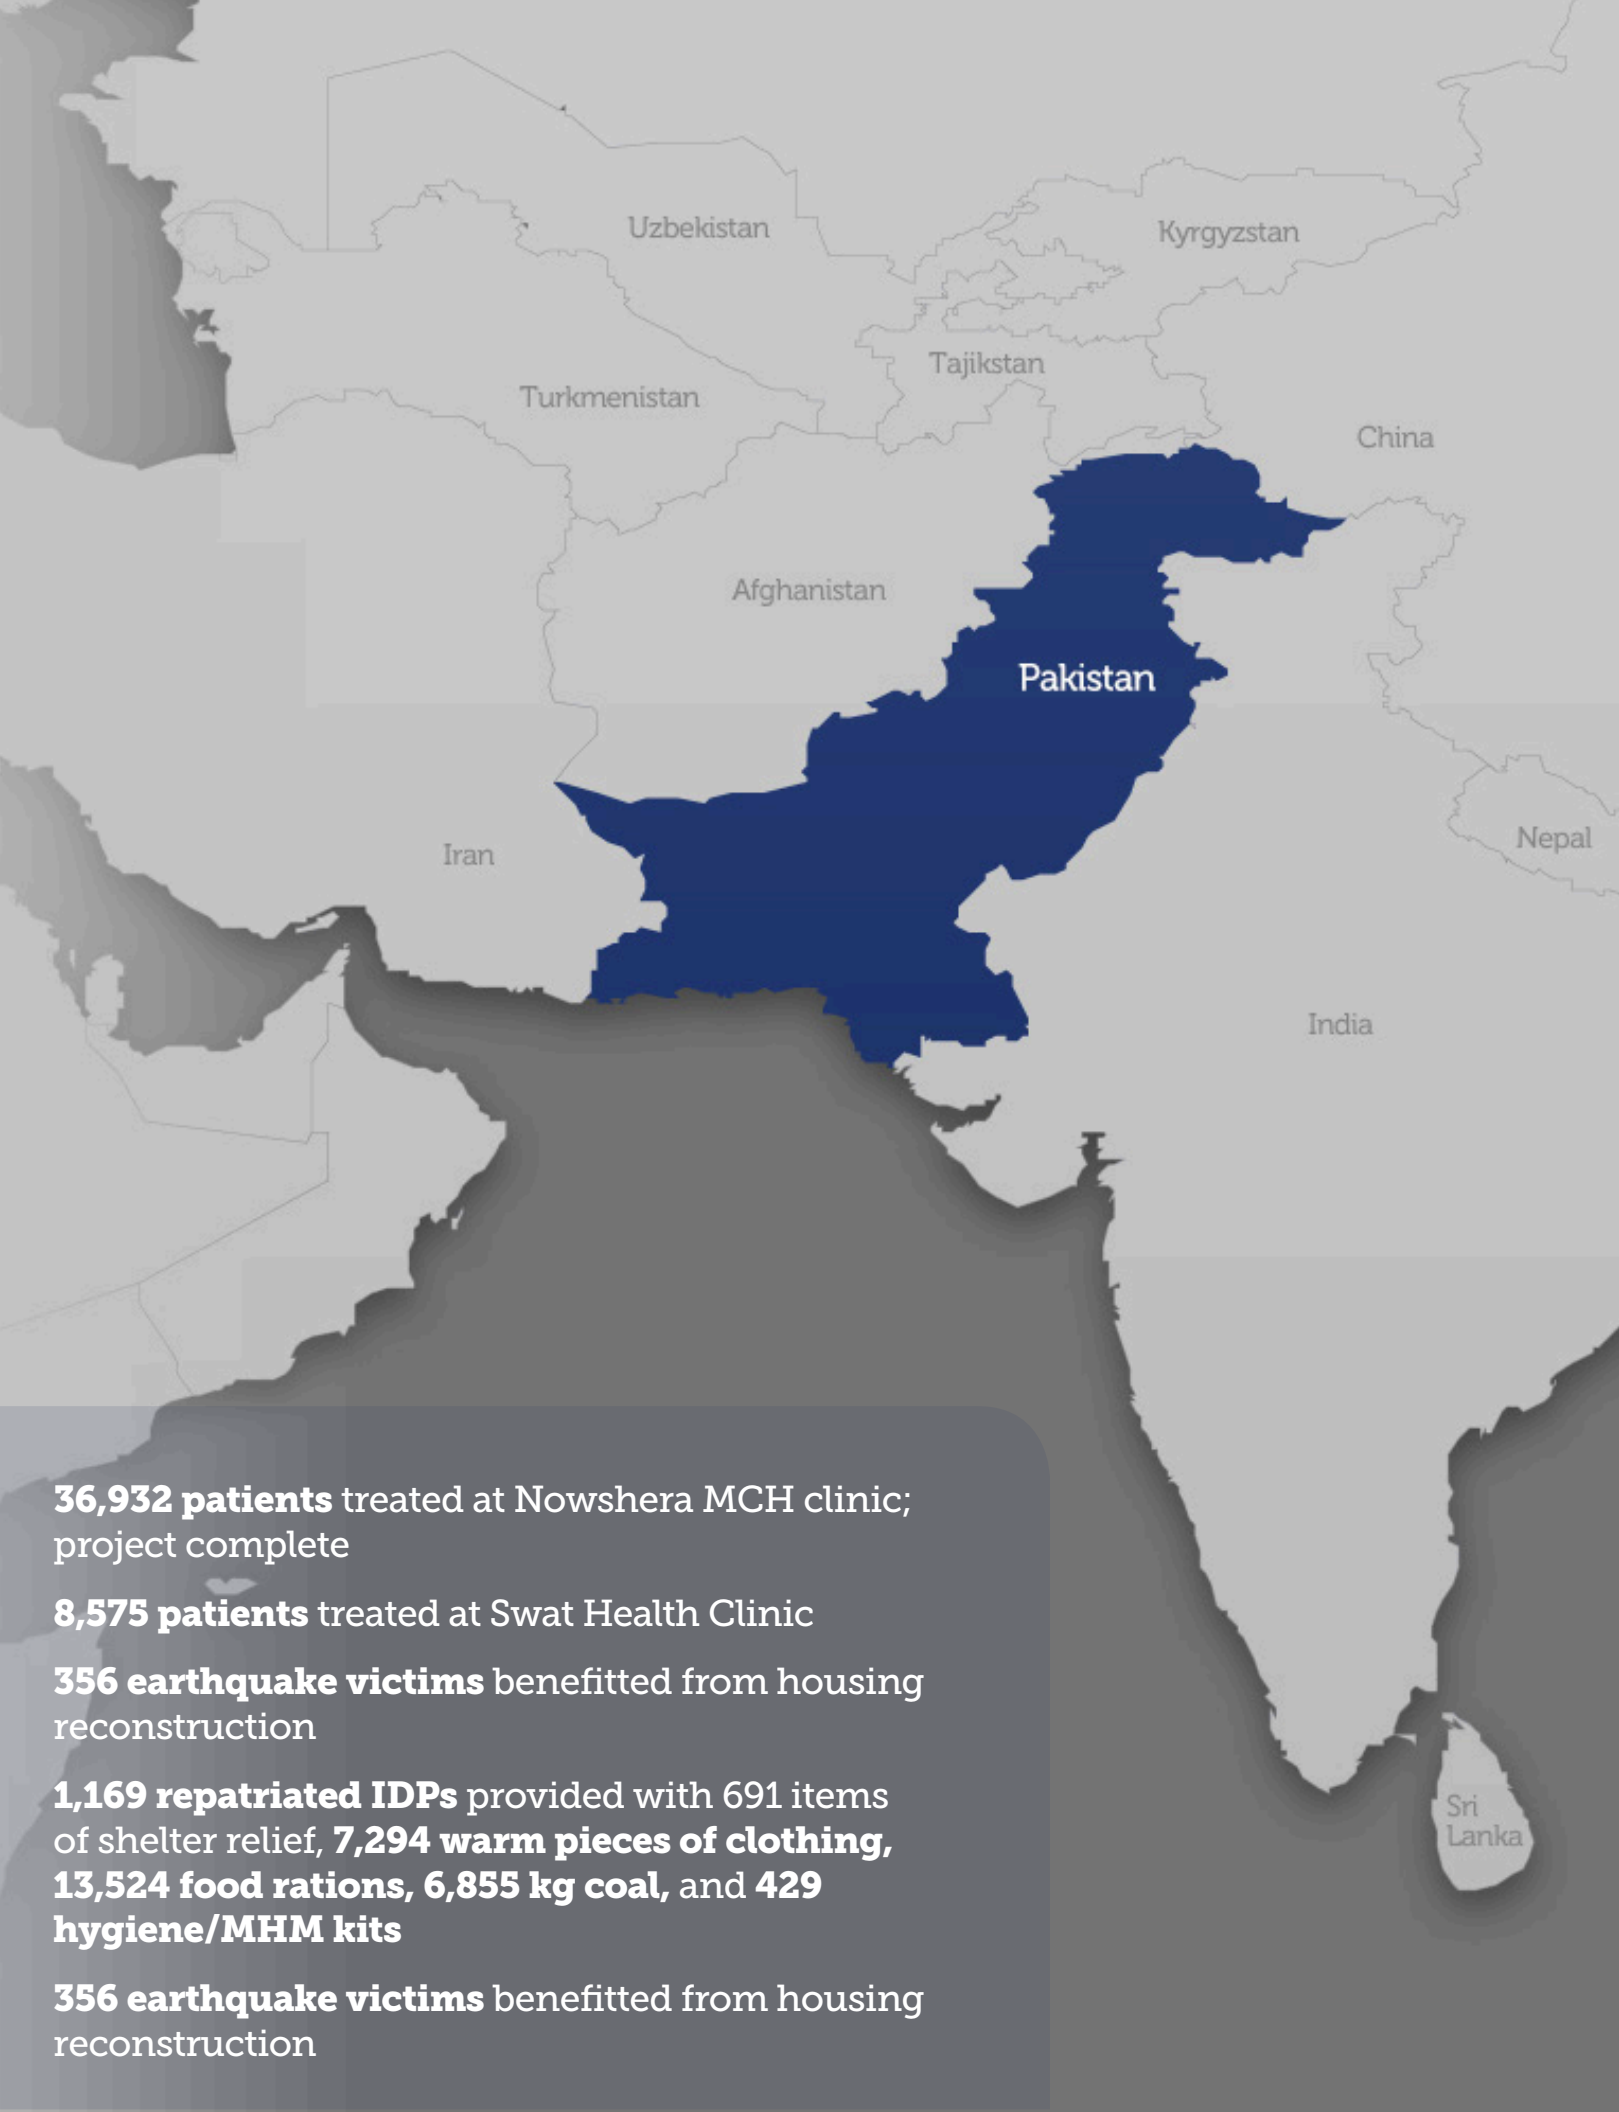 Uzbekistan
Kyrgyzstan
Tajikstan
Turkmenistan
China
Afghanistan
Pakistan
Nepal
Iran
India
36,932 patients treated at Nowshera MCH clinic;
project complete
8,575 patients treated at Swat Health Clinic
356 earthquake victims benefitted from housing
reconstruction
1,169 repatriated IDPs provided with 691 items
of shelter relief, 7,294 warm pieces of clothing,
13,524 food rations, 6,855 kg coal, and 429
hygiene/MHM kits
356 earthquake victims benefitted from housing
reconstruction
Sri
Lanka